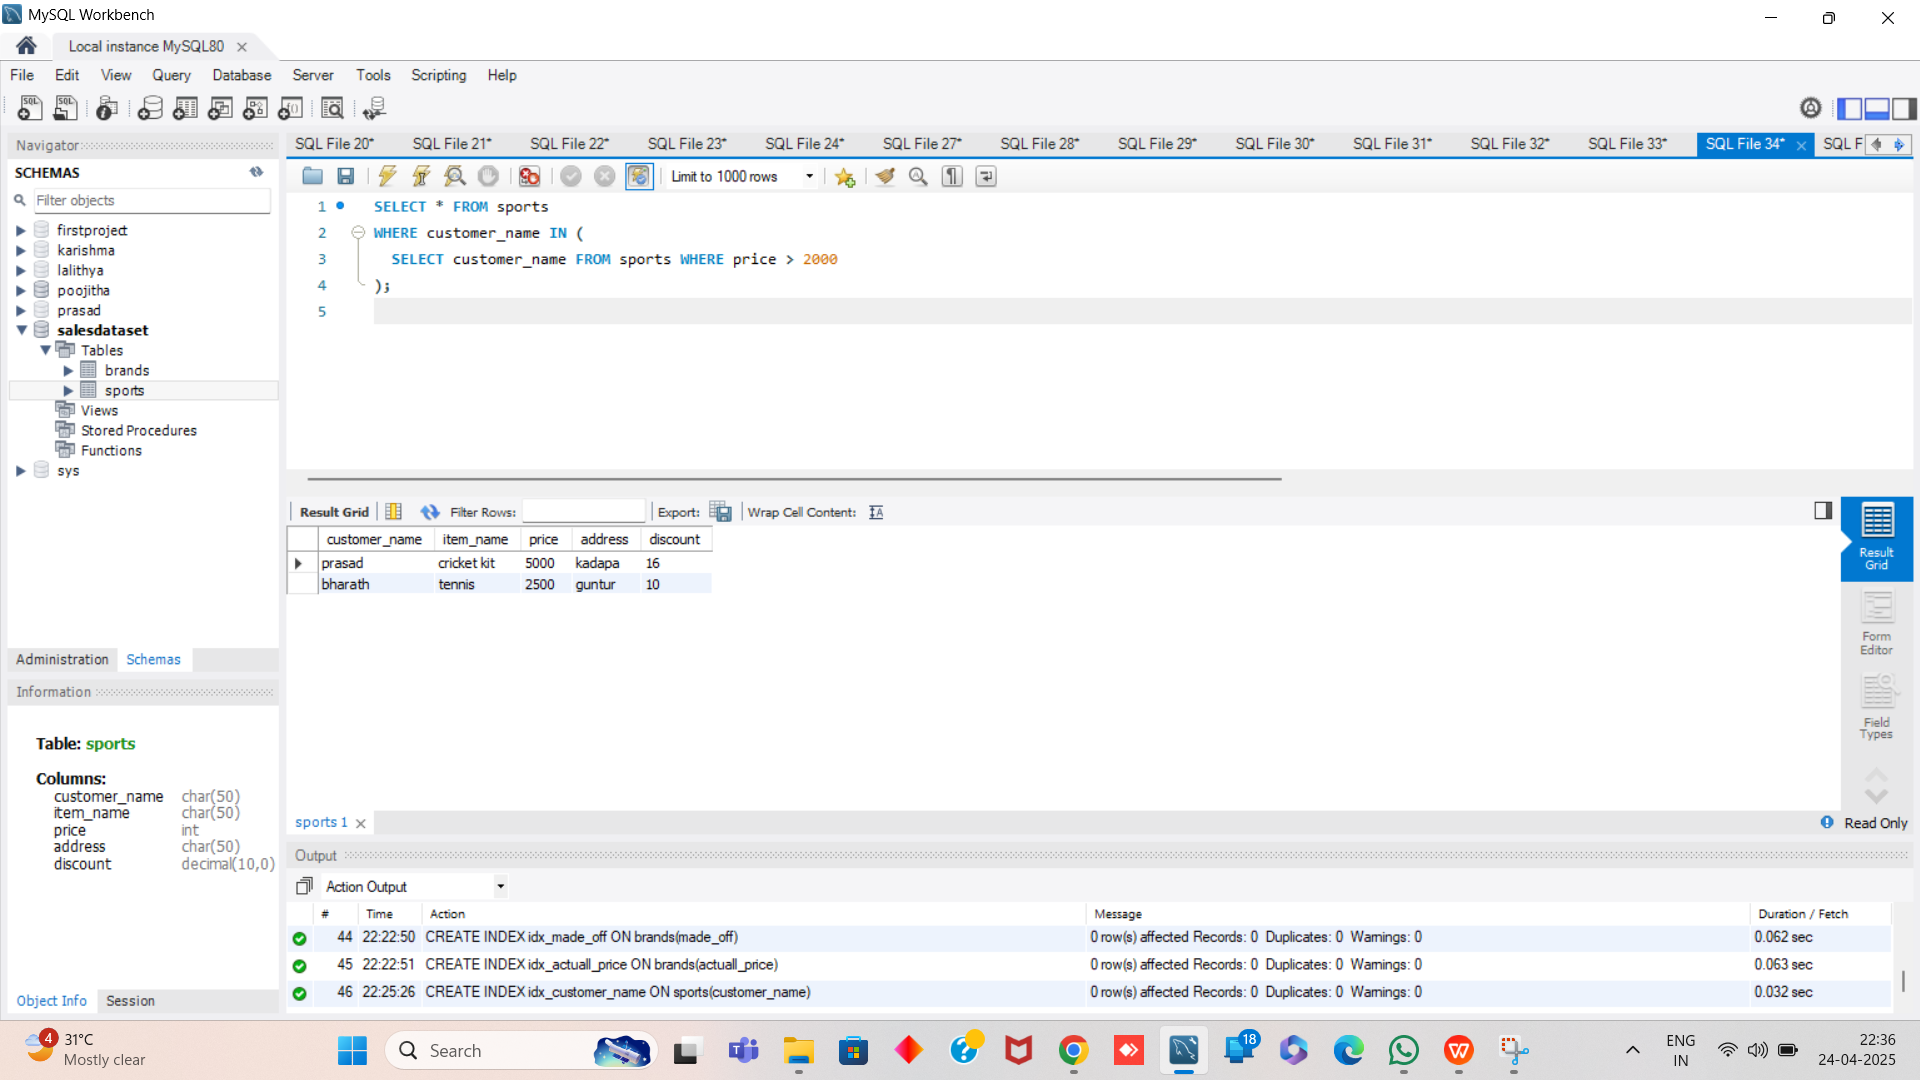 MySQL Workbench
Local instance MySQL80
File Edit View Query Database Server Tools Scripting Help
Navigator
SCHEMAS
Filter objects
firstproject
karishma
lalithya
poojitha
prasad
salesdataset
Tables
brands
sports
Views
Stored Procedures
Functions
sys
Administration Schemas
Information
Table: sports
Columns:
customer_name char(50)
item_name char(50)
price int
address char(50)
discount decimal(10,0)
Object Info Session
SQL File 20* SQL File 21* SQL File 22* SQL File 23* SQL File 24* SQL File 27* SQL File 28* SQL File 29* SQL File 30* SQL File 31* SQL File 32* SQL File 33* SQL File 34* SQL F
Limit to 1000 rows
1 SELECT * FROM sports
2 WHERE customer_name IN (
3 SELECT customer_name FROM sports WHERE price > 2000
4 );
5
Result Grid Filter Rows: Export: Wrap Cell Content:
customer_name item_name price address discount
prasad cricket kit 5000 kadapa 16
bharath tennis 2500 guntur 10
Result
Grid
Form
Editor
Field
Types
sports 1
Read Only
Output
Action Output
# Time Action Message Duration / Fetch
44 22:22:50 CREATE INDEX idx_made_off ON brands(made_off) 0 row(s) affected Records: 0 Duplicates: 0 Warnings: 0 0.062 sec
45 22:22:51 CREATE INDEX idx_actuall_price ON brands(actuall_price) 0 row(s) affected Records: 0 Duplicates: 0 Warnings: 0 0.063 sec
46 22:25:26 CREATE INDEX idx_customer_name ON sports(customer_name) 0 row(s) affected Records: 0 Duplicates: 0 Warnings: 0 0.032 sec
4
31°C
Mostly clear
Search
18
ENG
IN
22:36
24-04-2025